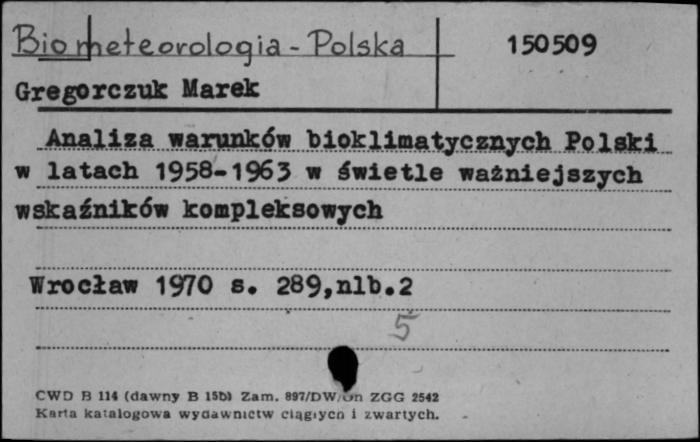 Biometeorologia - Polska 150509
Gregorczuk Marek
Analiza warunków bioklimatycznych Polski
w latach 1958-1963 w świetle ważniejszych
wskaźników kompleksowych
Wrocław 1970 s. 289,nlb.2
5
CWD B 114 (dawny B 15b) Zam. 897/DW/Un ZGG 2542
Karta katalogowa wydawnictw ciągłych i zwartych.